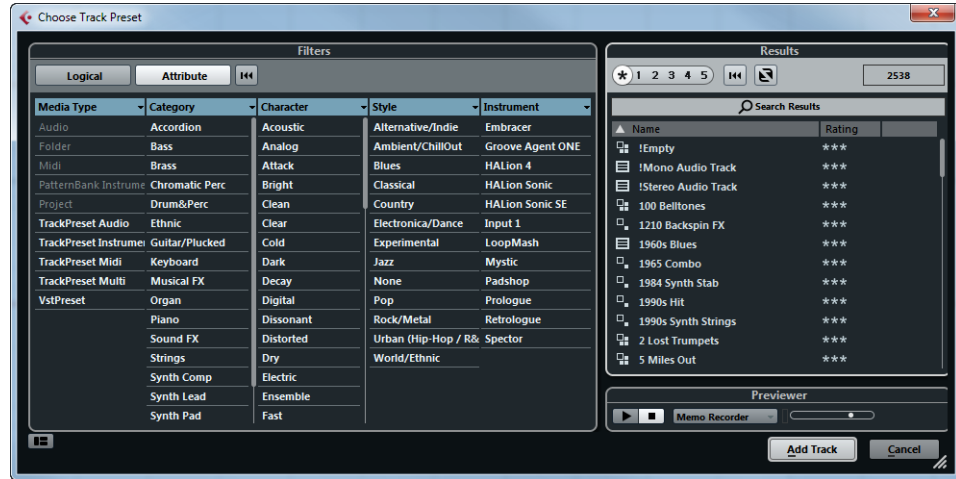 Choose Track Preset
Filters
Logical Attribute
Media Type Category Character Style Instrument
Audio Accordion Acoustic Alternative/Indie Embracer
Folder Bass Analog Ambient/ChillOut Groove Agent ONE
Midi Brass Attack Blues HALion 4
PatternBank Instrume Chromatic Perc Bright Classical HALion Sonic
Project Drum&Perc Clean Country HALion Sonic SE
TrackPreset Audio Ethnic Clear Electronica/Dance Input 1
TrackPreset Instrumen Guitar/Plucked Cold Experimental LoopMash
TrackPreset Midi Keyboard Dark Jazz Mystic
TrackPreset Multi Musical FX Decay None Padshop
VstPreset Organ Digital Pop Prologue
Piano Dissonant Rock/Metal Retrologue
Sound FX Distorted Urban (Hip-Hop / R& Spector
Strings Dry World/Ethnic
Synth Comp Electric
Synth Lead Ensemble
Synth Pad Fast
Results
* 1 2 3 4 5 2538
Search Results
Name Rating
!Empty ***
!Mono Audio Track ***
!Stereo Audio Track ***
100 Belltones ***
1210 Backspin FX ***
1960s Blues ***
1965 Combo ***
1984 Synth Stab ***
1990s Hit ***
1990s Synth Strings ***
2 Lost Trumpets ***
5 Miles Out ***
Previewer
Memo Recorder
Add Track Cancel